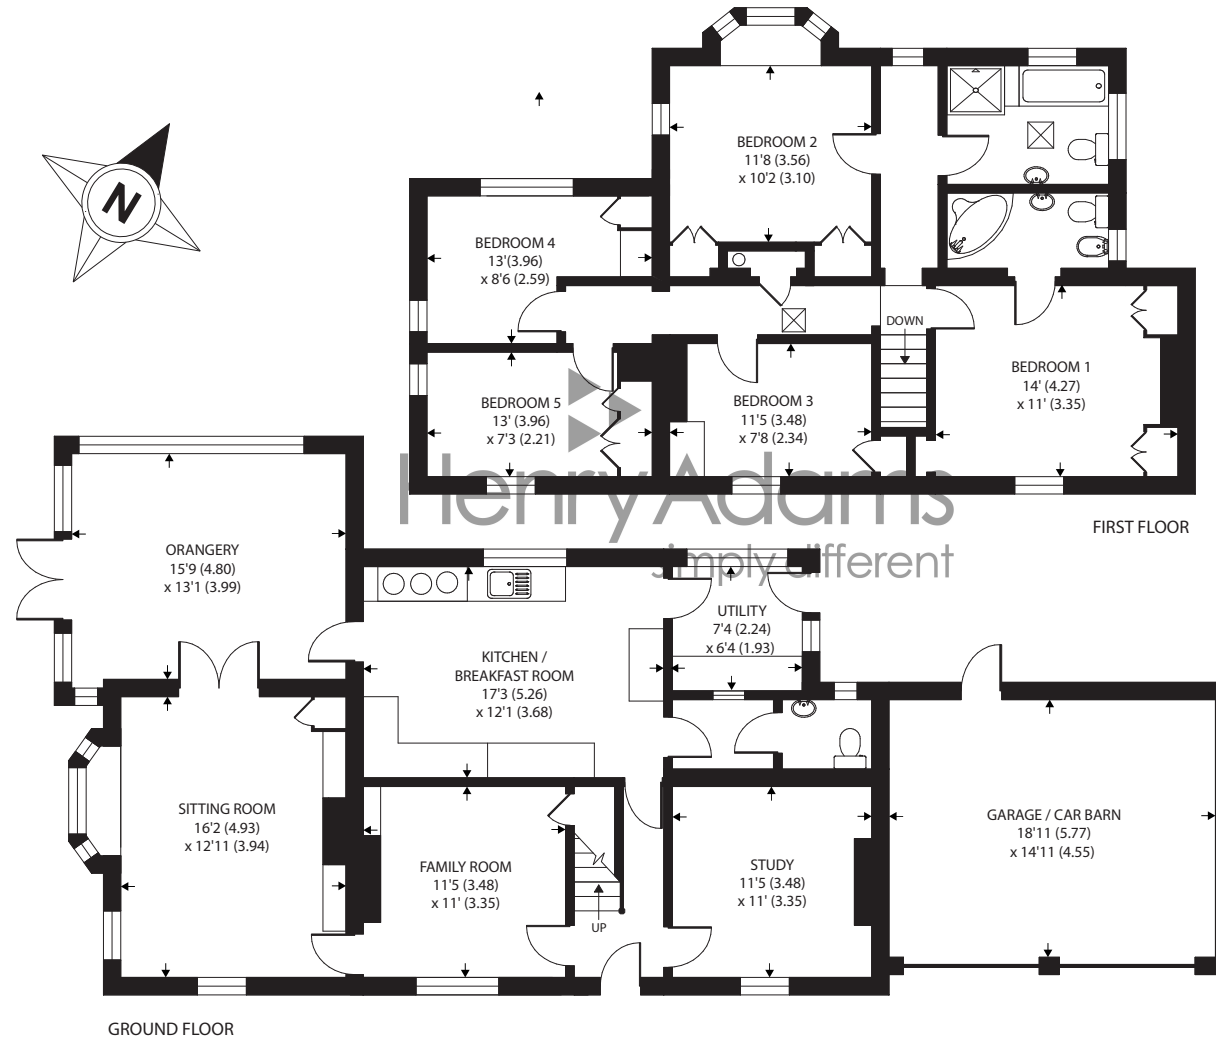 N
BEDROOM 2
11'8 (3.56)
x 10'2 (3.10)
BEDROOM 4
13'(3.96)
x 8'6 (2.59)
DOWN
BEDROOM 1
14' (4.27)
x 11' (3.35)
BEDROOM 5
13' (3.96)
x 7'3 (2.21)
BEDROOM 3
11'5 (3.48)
x 7'8 (2.34)
Henry Adams
simply different
FIRST FLOOR
ORANGERY
15'9 (4.80)
x 13'1 (3.99)
UTILITY
7'4 (2.24)
x 6'4 (1.93)
KITCHEN /
BREAKFAST ROOM
17'3 (5.26)
x 12'1 (3.68)
SITTING ROOM
16'2 (4.93)
x 12'11 (3.94)
GARAGE / CAR BARN
18'11 (5.77)
x 14'11 (4.55)
FAMILY ROOM
11'5 (3.48)
x 11' (3.35)
STUDY
11'5 (3.48)
x 11' (3.35)
UP
GROUND FLOOR